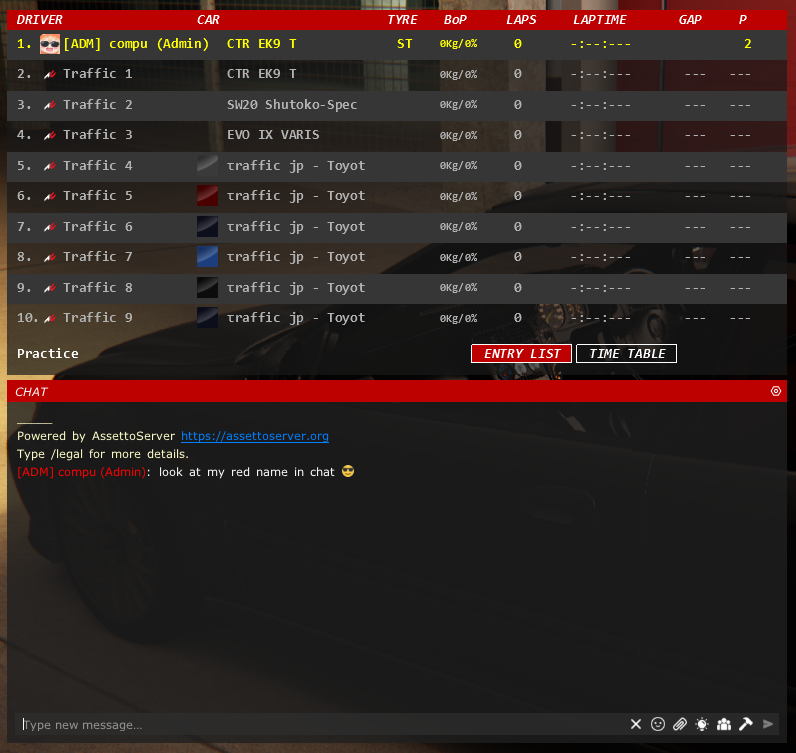 DRIVER CAR TYRE BoP LAPS LAPTIME GAP P
1. [ADM] compu (Admin) CTR EK9 T ST 0Kg/0% 0 -:--:--- 2
2. Traffic 1 CTR EK9 T 0Kg/0% 0 -:--:--- --- ---
3. Traffic 2 SW20 Shutoko-Spec 0Kg/0% 0 -:--:--- --- ---
4. Traffic 3 EVO IX VARIS 0Kg/0% 0 -:--:--- --- ---
5. Traffic 4 τraffic jp - Toyot 0Kg/0% 0 -:--:--- --- ---
6. Traffic 5 τraffic jp - Toyot 0Kg/0% 0 -:--:--- --- ---
7. Traffic 6 τraffic jp - Toyot 0Kg/0% 0 -:--:--- --- ---
8. Traffic 7 τraffic jp - Toyot 0Kg/0% 0 -:--:--- --- ---
9. Traffic 8 τraffic jp - Toyot 0Kg/0% 0 -:--:--- --- ---
10. Traffic 9 τraffic jp - Toyot 0Kg/0% 0 -:--:--- --- ---
Practice ENTRY LIST TIME TABLE
CHAT
______
Powered by AssettoServer https://assettoserver.org
Type /legal for more details.
[ADM] compu (Admin): look at my red name in chat 😎
Type new message...